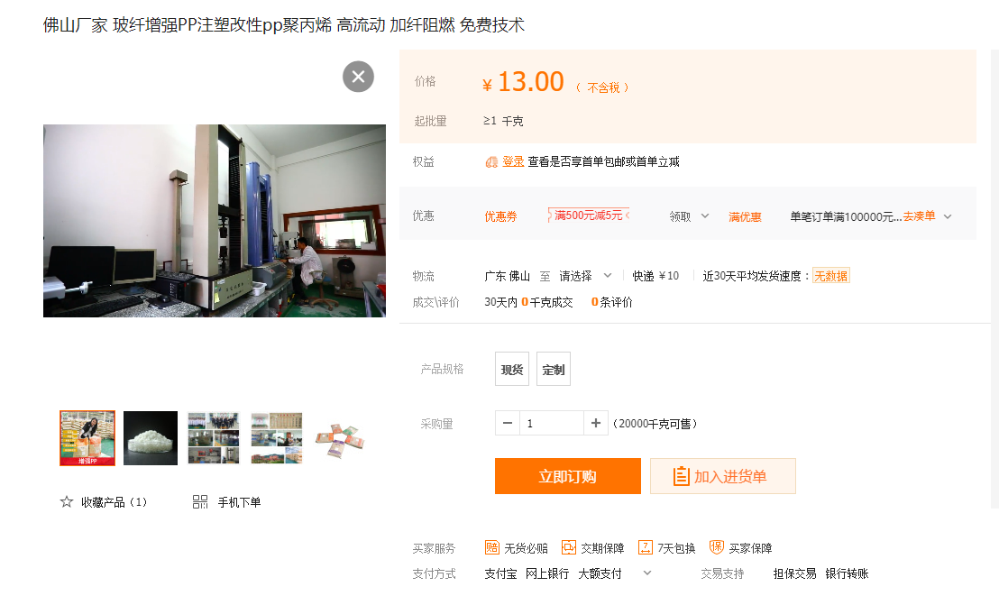 佛山厂家 玻纤增强PP注塑改性pp聚丙烯 高流动 加纤阻燃 免费技术
价格 ¥ 13.00 （ 不含税 ）
起批量 ≥1 千克
权益 登录 查看是否享首单包邮或首单立减
优惠 优惠券 满500元减5元 领取 满优惠 单笔订单满100000元...去凑单
物流 广东 佛山 至 请选择 快递 ¥10 近30天平均发货速度：无数据
成交\评价 30天内 0 千克成交 0 条评价
产品规格 现货 定制
采购量 − 1 + （20000千克可售）
立即订购 加入进货单
增强PP
收藏产品（1） 手机下单
买家服务 赔 无货必赔 交期保障 7 7天包换 保 买家保障
支付方式 支付宝 网上银行 大额支付 交易支持 担保交易 银行转账